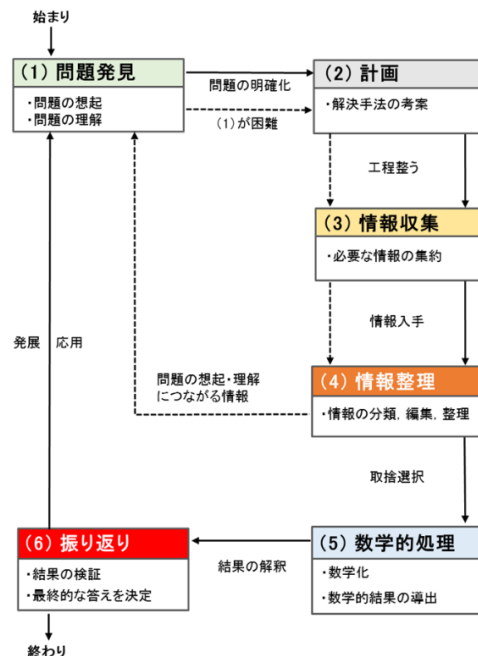 始まり
(1) 問題発見
・問題の想起
・問題の理解
問題の明確化
(1)が困難
(2) 計画
・解決手法の考案
工程整う
(3) 情報収集
・必要な情報の集約
情報入手
(4) 情報整理
・情報の分類, 編集, 整理
問題の想起・理解
につながる情報
発展
応用
取捨選択
(5) 数学的処理
・数学化
・数学的結果の導出
結果の解釈
(6) 振り返り
・結果の検証
・最終的な答えを決定
終わり